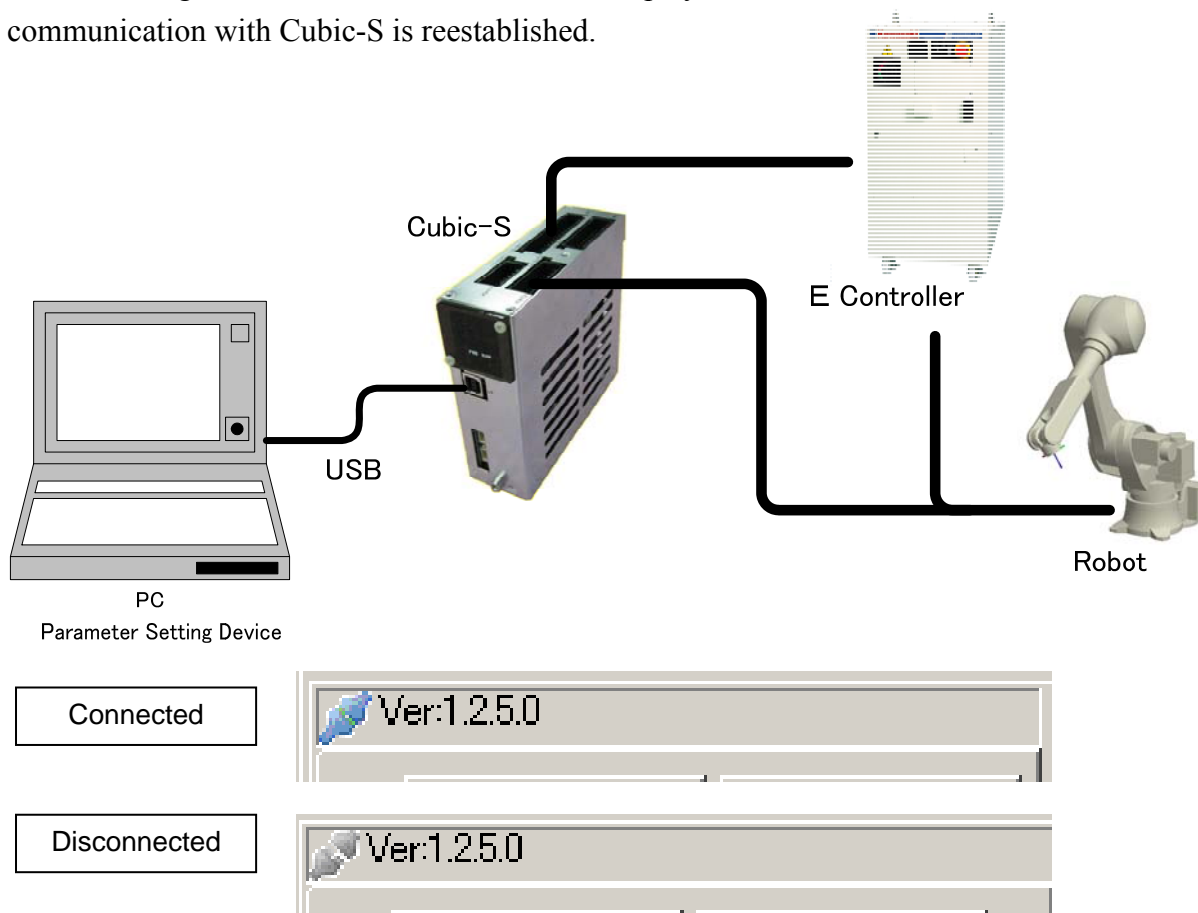 communication with Cubic-S is reestablished.
Cubic-S
E Controller
USB
Robot
PC
Parameter Setting Device
Connected
Ver:1.2.5.0
Disconnected
Ver:1.2.5.0